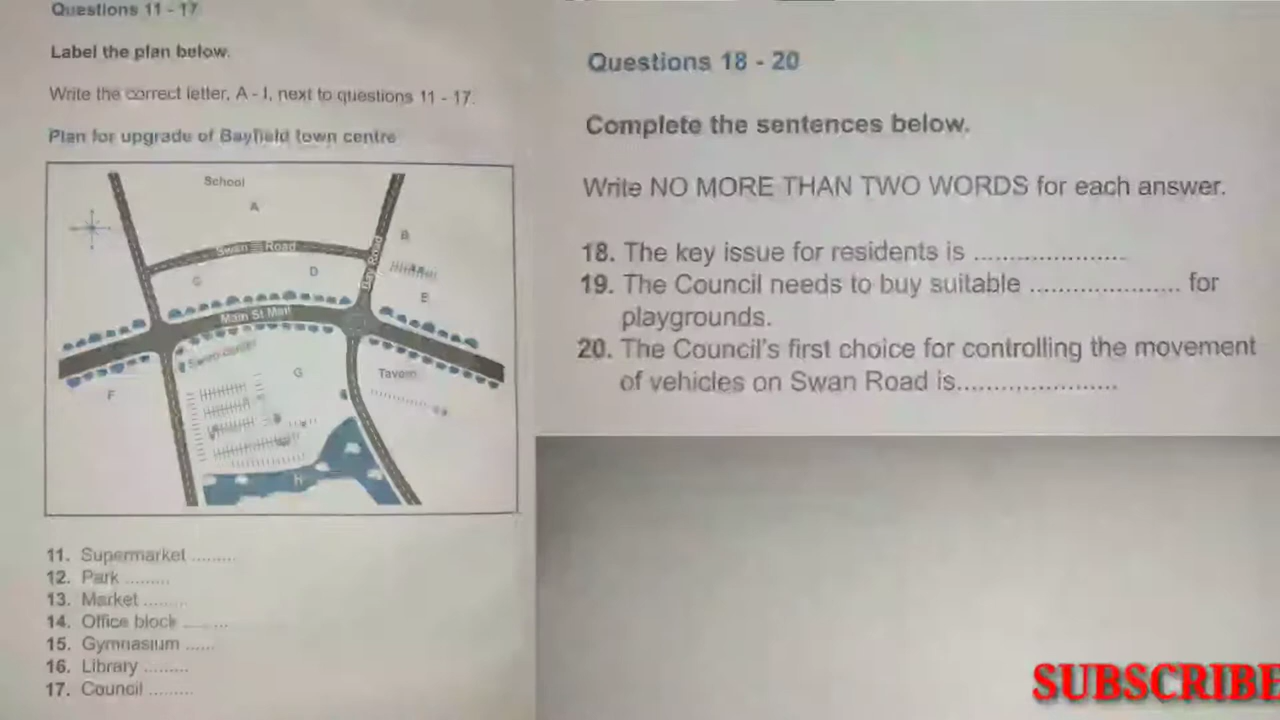 Questions 11 - 17
Label the plan below.
Write the correct letter, A - I, next to questions 11 - 17.
Plan for upgrade of Bayfield town centre
School
A
Swan Road
Bay Road
B
C
D
E
Main St Mall
F
G
Tavern
H
11. Supermarket .........
12. Park .........
13. Market .........
14. Office block .........
15. Gymnasium ......
16. Library .........
17. Council .........
Questions 18 - 20
Complete the sentences below.
Write NO MORE THAN TWO WORDS for each answer.
18. The key issue for residents is ......................
19. The Council needs to buy suitable ...................... for
playgrounds.
20. The Council's first choice for controlling the movement
of vehicles on Swan Road is.......................
SUBSCRIBE